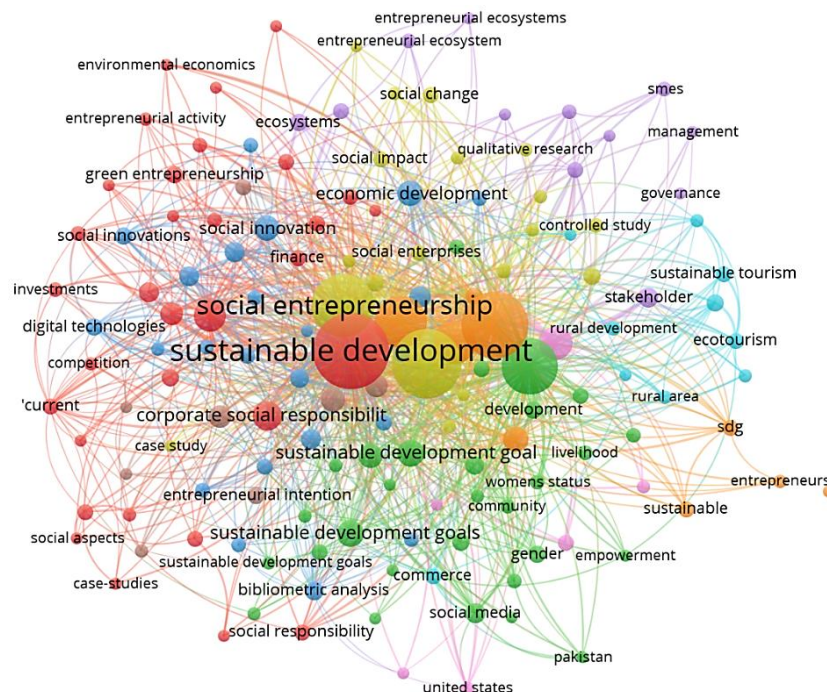 entrepreneurial ecosystems
entrepreneurial ecosystem
environmental economics
smes
social change
entrepreneurial activity
ecosystems
management
qualitative research
social impact
green entrepreneurship
economic development
governance
social innovations
social innovation
controlled study
social enterprises
finance
sustainable tourism
investments
stakeholder
social entrepreneurship
digital technologies
rural development
ecotourism
sustainable development
competition
rural area
'current
development
corporate social responsibilit
sdg
case study
sustainable development goal
livelihood
womens status
entrepreneurs
entrepreneurial intention
community
sustainable
social aspects
sustainable development goals
gender
empowerment
sustainable development goals
commerce
case-studies
bibliometric analysis
social media
social responsibility
pakistan
united states